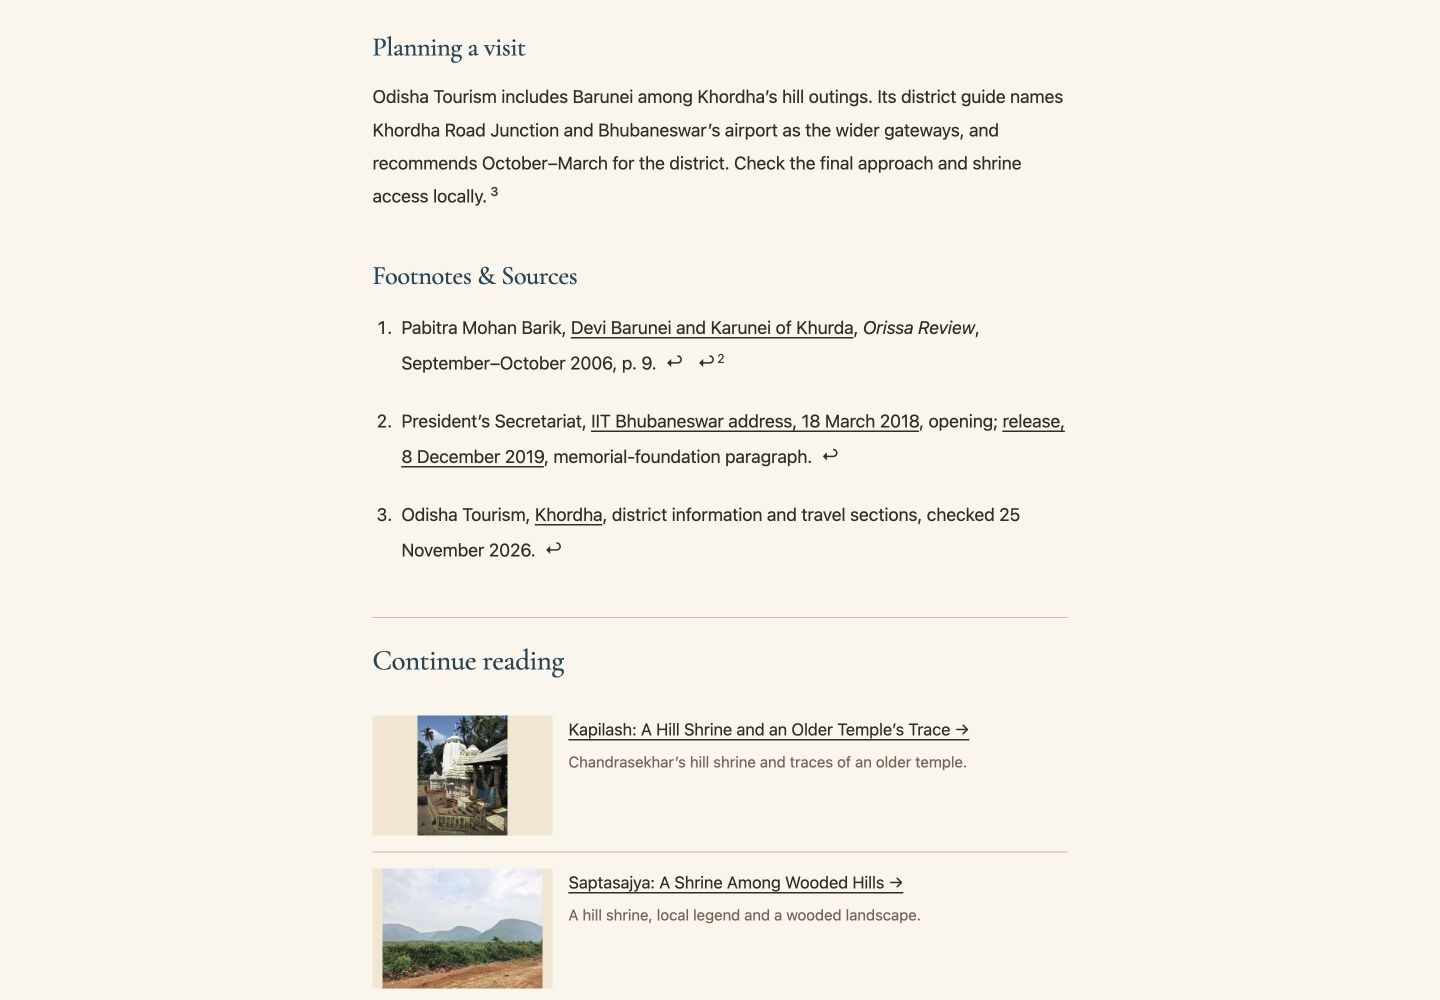 Planning a visit
Odisha Tourism includes Barunei among Khordha’s hill outings. Its district guide names
Khordha Road Junction and Bhubaneswar’s airport as the wider gateways, and
recommends October–March for the district. Check the final approach and shrine
access locally. 3
Footnotes & Sources
1. Pabitra Mohan Barik, Devi Barunei and Karunei of Khurda, Orissa Review,
September–October 2006, p. 9. ↩ ↩2
2. President’s Secretariat, IIT Bhubaneswar address, 18 March 2018, opening; release,
8 December 2019, memorial-foundation paragraph. ↩
3. Odisha Tourism, Khordha, district information and travel sections, checked 25
November 2026. ↩
Continue reading
Kapilash: A Hill Shrine and an Older Temple’s Trace →
Chandrasekhar’s hill shrine and traces of an older temple.
Saptasajya: A Shrine Among Wooded Hills →
A hill shrine, local legend and a wooded landscape.